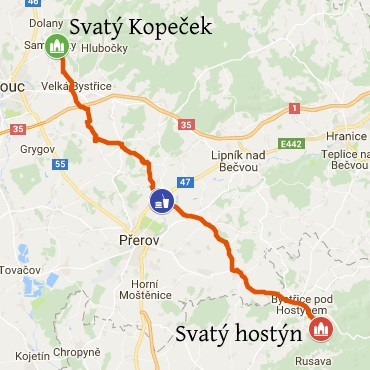 46
Dolany
Svatý Kopeček
Sam
Hlubočky
Velká Bystřice
OUC
1
35
35
Hranice
Grygov
E442
Teplice nad
Bečvou
55
Lipník nad
Bečvou
47
Přerov
Tovačov
Horní
Moštěnice
Bystřice pod
Hostýnem
Svatý hostýn
Chropyně
Kojetín
Rusava